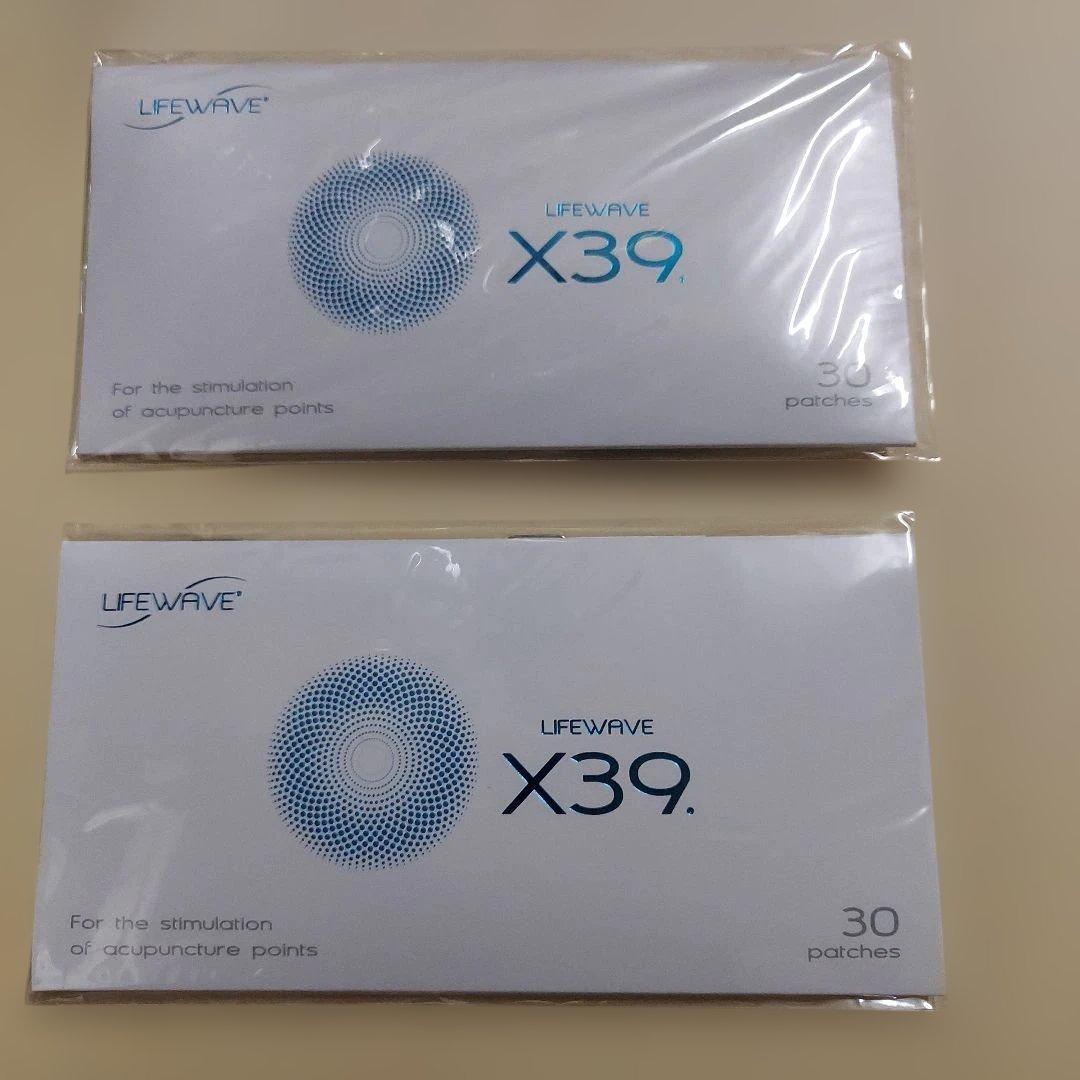 LIFEWAVE®
LIFEWAVE
X39
For the stimulation
of acupuncture points
30
patches
LIFEWAVE®
LIFEWAVE
X39
For the stimulation
of acupuncture points
30
patches